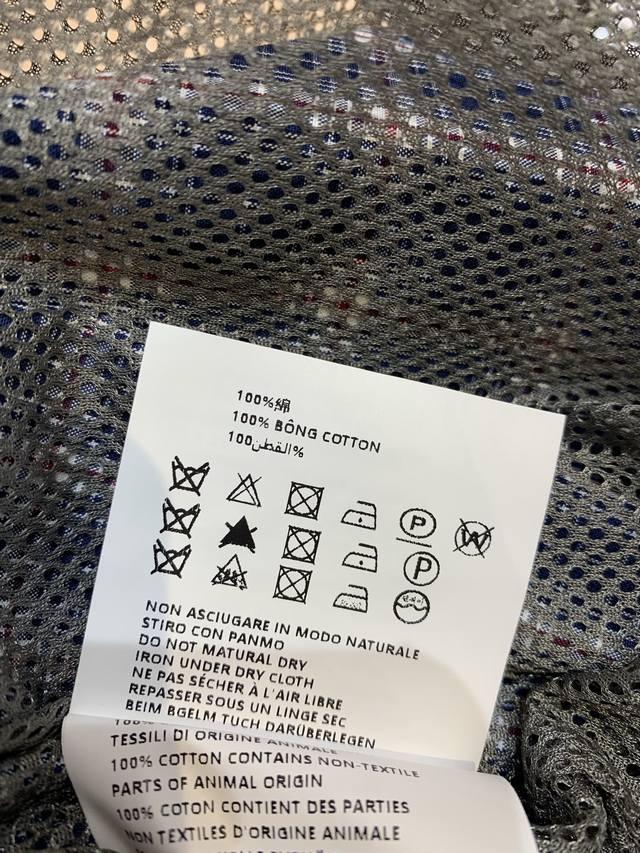 100%綿
100% BÔNG COTTON
100القطن%
P
W
P
NON ASCIUGARE IN MODO NATURALE
STIRO CON PANMO
DO NOT MATURAL DRY
IRON UNDER DRY CLOTH
NE PAS SÉCHER À L'AIR LIBRE
REPASSER SOUS UN LINGE SEC
BEIM BGELM TUCH DARÜBERLEGEN
TESSILI DI ORIGINE ANIMALE
100% COTTON CONTAINS NON-TEXTILE
PARTS OF ANIMAL ORIGIN
100% COTON CONTIENT DES PARTIES
NON TEXTILES D'ORIGINE ANIMALE